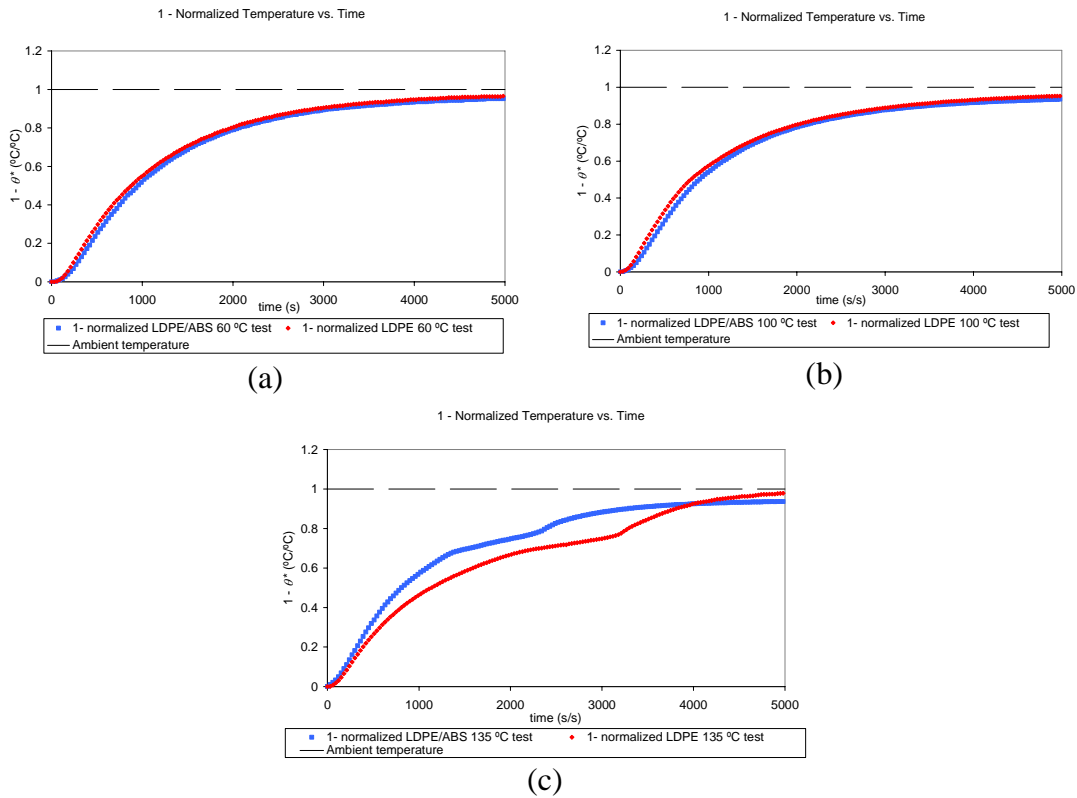 1 - Normalized Temperature vs. Time
1.2
1
0.8
0.6
0.4
0.2
0
1 - θ* (ºC/ºC)
0 1000 2000 3000 4000 5000
time (s)
1- normalized LDPE/ABS 60 ºC test 1- normalized LDPE 60 ºC test
Ambient temperature
(a)
1 - Normalized Temperature vs. Time
1.2
1
0.8
0.6
0.4
0.2
0
1 - θ* (ºC/ºC)
0 1000 2000 3000 4000 5000
time (s/s)
1- normalized LDPE/ABS 100 ºC test 1- normalized LDPE 100 ºC test
Ambient temperature
(b)
1 - Normalized Temperature vs. Time
1.2
1
0.8
0.6
0.4
0.2
0
1 - θ* (ºC/ºC)
0 1000 2000 3000 4000 5000
time (s/s)
1- normalized LDPE/ABS 135 ºC test 1- normalized LDPE 135 ºC test
Ambient temperature
(c)